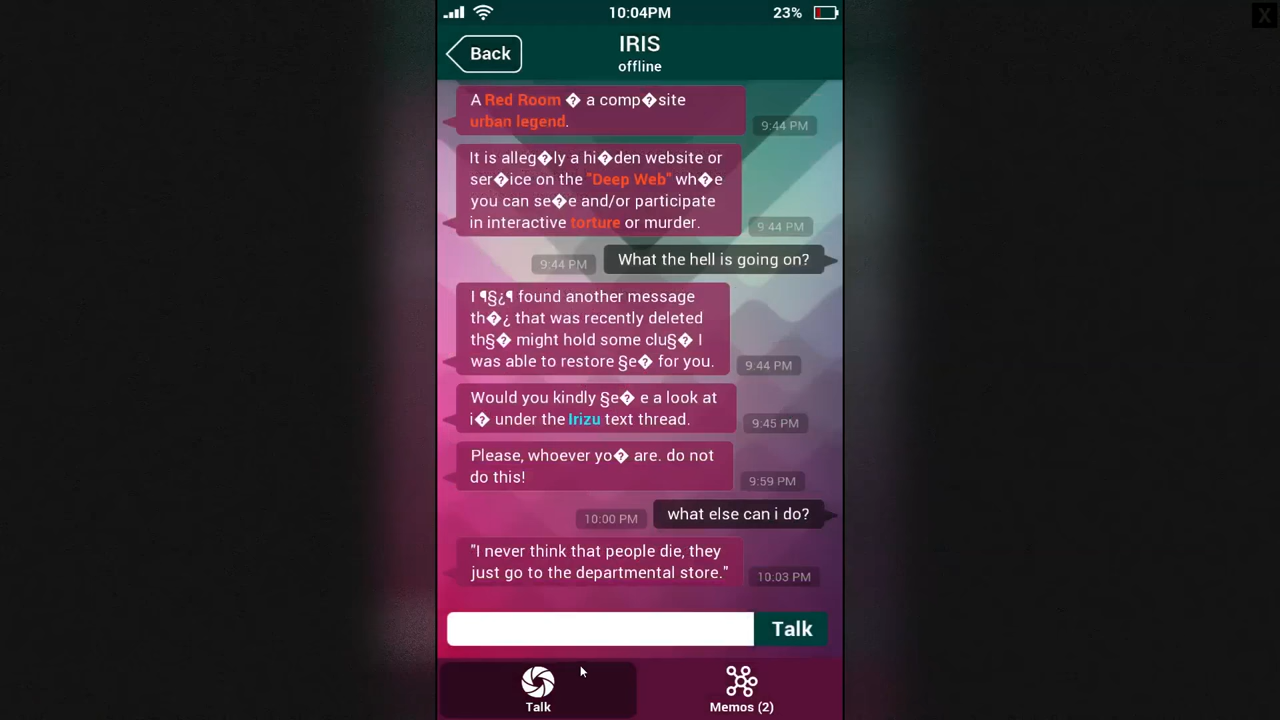 10:04PM
23%
X
Back
IRIS
offline
A Red Room � a comp�site
urban legend.
9:44 PM
It is alleg�ly a hi�den website or
ser�ice on the "Deep Web" wh�e
you can se�e and/or participate
in interactive torture or murder.
9:44 PM
What the hell is going on?
9:44 PM
I ¶§¿¶ found another message
th�¿ that was recently deleted
th§� might hold some clu§� I
was able to restore §e� for you.
9:44 PM
Would you kindly §e� e a look at
i� under the Irizu text thread.
9:45 PM
Please, whoever yo� are. do not
do this!
9:59 PM
what else can i do?
10:00 PM
"I never think that people die, they
just go to the departmental store."
10:03 PM
Talk
Talk
Memos (2)